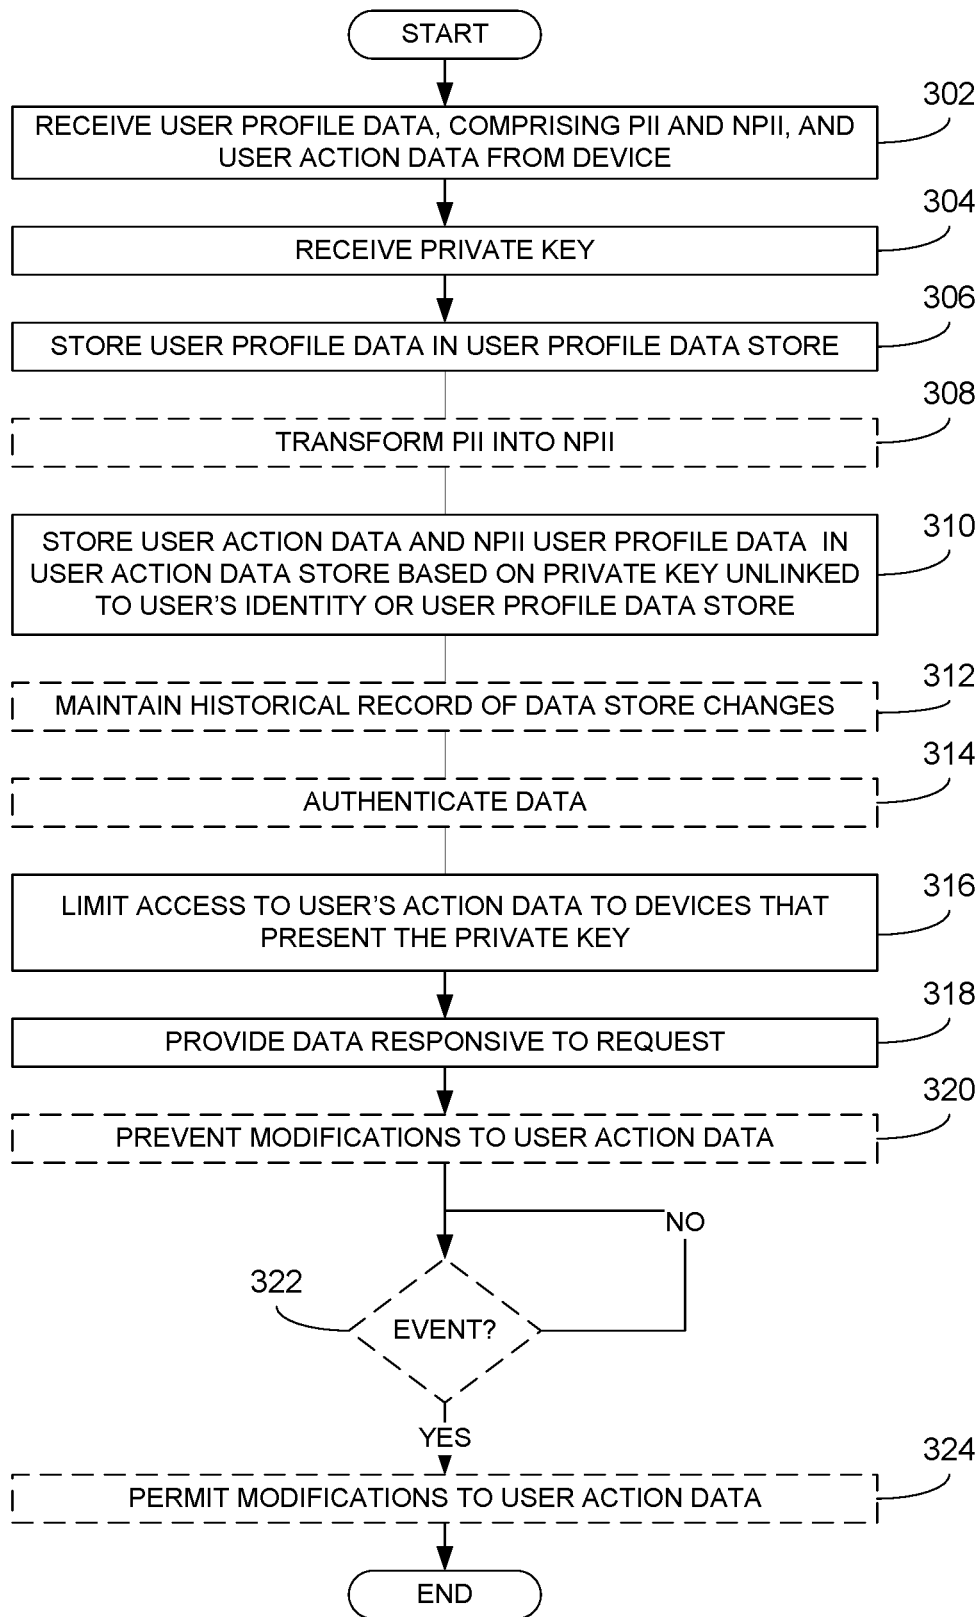 START
302
RECEIVE USER PROFILE DATA, COMPRISING PII AND NPII, AND
USER ACTION DATA FROM DEVICE
304
RECEIVE PRIVATE KEY
306
STORE USER PROFILE DATA IN USER PROFILE DATA STORE
308
TRANSFORM PII INTO NPII
310
STORE USER ACTION DATA AND NPII USER PROFILE DATA IN
USER ACTION DATA STORE BASED ON PRIVATE KEY UNLINKED
TO USER'S IDENTITY OR USER PROFILE DATA STORE
312
MAINTAIN HISTORICAL RECORD OF DATA STORE CHANGES
314
AUTHENTICATE DATA
316
LIMIT ACCESS TO USER'S ACTION DATA TO DEVICES THAT
PRESENT THE PRIVATE KEY
318
PROVIDE DATA RESPONSIVE TO REQUEST
320
PREVENT MODIFICATIONS TO USER ACTION DATA
NO
322
EVENT?
YES
324
PERMIT MODIFICATIONS TO USER ACTION DATA
END